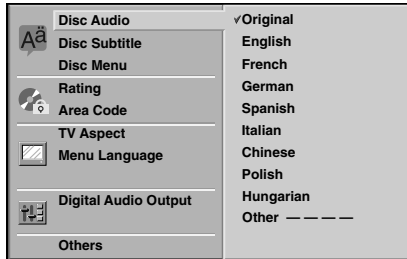 Aä
Disc Audio
Disc Subtitle
Disc Menu
Rating
Area Code
TV Aspect
Menu Language
Digital Audio Output
Others
✓Original
English
French
German
Spanish
Italian
Chinese
Polish
Hungarian
Other — — — —